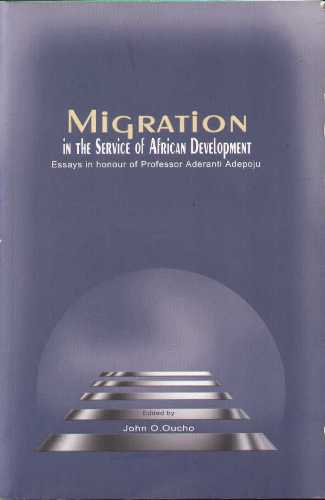 MiGRATiON
in the Service of African Development
Essays in honour of Professor Aderanti Adepoju
Edited by
John O.Oucho